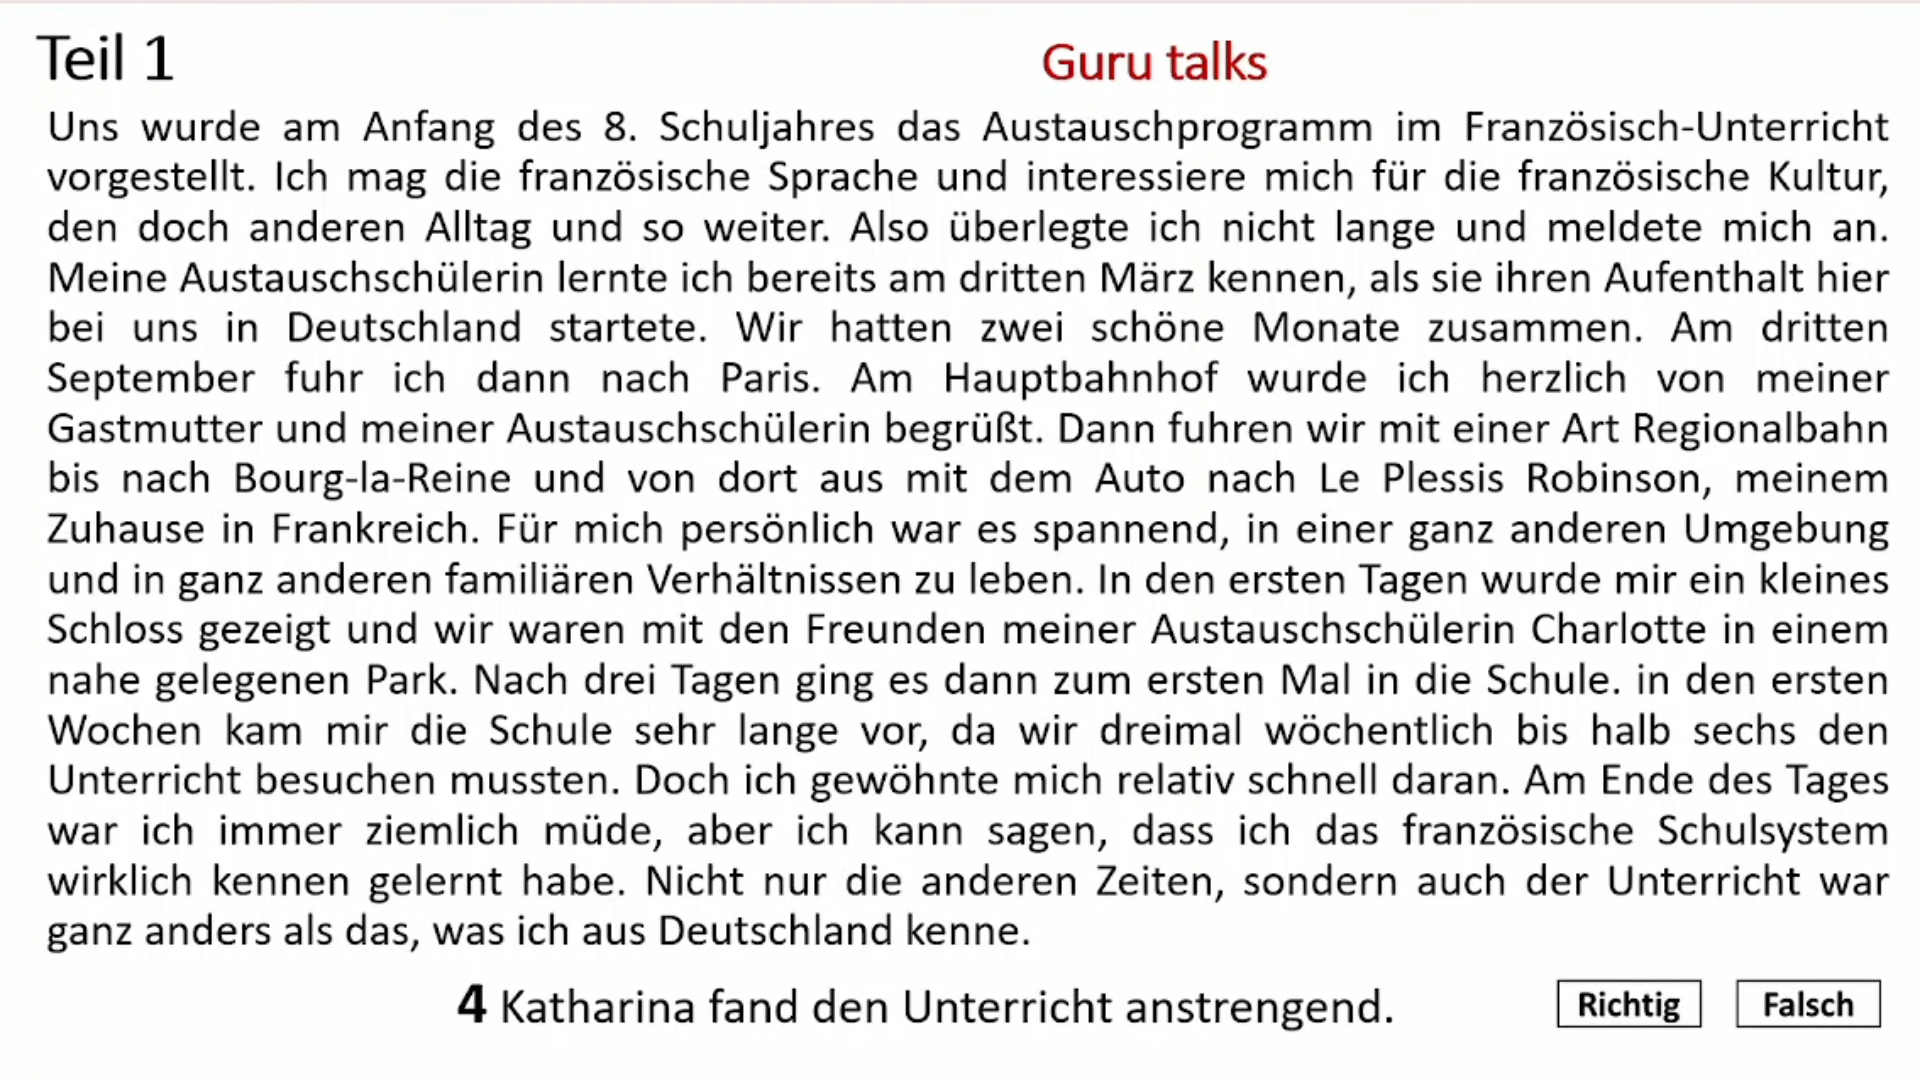 Teil 1
Guru talks
Uns wurde am Anfang des 8. Schuljahres das Austauschprogramm im Französisch-Unterricht
vorgestellt. Ich mag die französische Sprache und interessiere mich für die französische Kultur,
den doch anderen Alltag und so weiter. Also überlegte ich nicht lange und meldete mich an.
Meine Austauschschülerin lernte ich bereits am dritten März kennen, als sie ihren Aufenthalt hier
bei uns in Deutschland startete. Wir hatten zwei schöne Monate zusammen. Am dritten
September fuhr ich dann nach Paris. Am Hauptbahnhof wurde ich herzlich von meiner
Gastmutter und meiner Austauschschülerin begrüßt. Dann fuhren wir mit einer Art Regionalbahn
bis nach Bourg-la-Reine und von dort aus mit dem Auto nach Le Plessis Robinson, meinem
Zuhause in Frankreich. Für mich persönlich war es spannend, in einer ganz anderen Umgebung
und in ganz anderen familiären Verhältnissen zu leben. In den ersten Tagen wurde mir ein kleines
Schloss gezeigt und wir waren mit den Freunden meiner Austauschschülerin Charlotte in einem
nahe gelegenen Park. Nach drei Tagen ging es dann zum ersten Mal in die Schule. in den ersten
Wochen kam mir die Schule sehr lange vor, da wir dreimal wöchentlich bis halb sechs den
Unterricht besuchen mussten. Doch ich gewöhnte mich relativ schnell daran. Am Ende des Tages
war ich immer ziemlich müde, aber ich kann sagen, dass ich das französische Schulsystem
wirklich kennen gelernt habe. Nicht nur die anderen Zeiten, sondern auch der Unterricht war
ganz anders als das, was ich aus Deutschland kenne.
4 Katharina fand den Unterricht anstrengend.
Richtig
Falsch